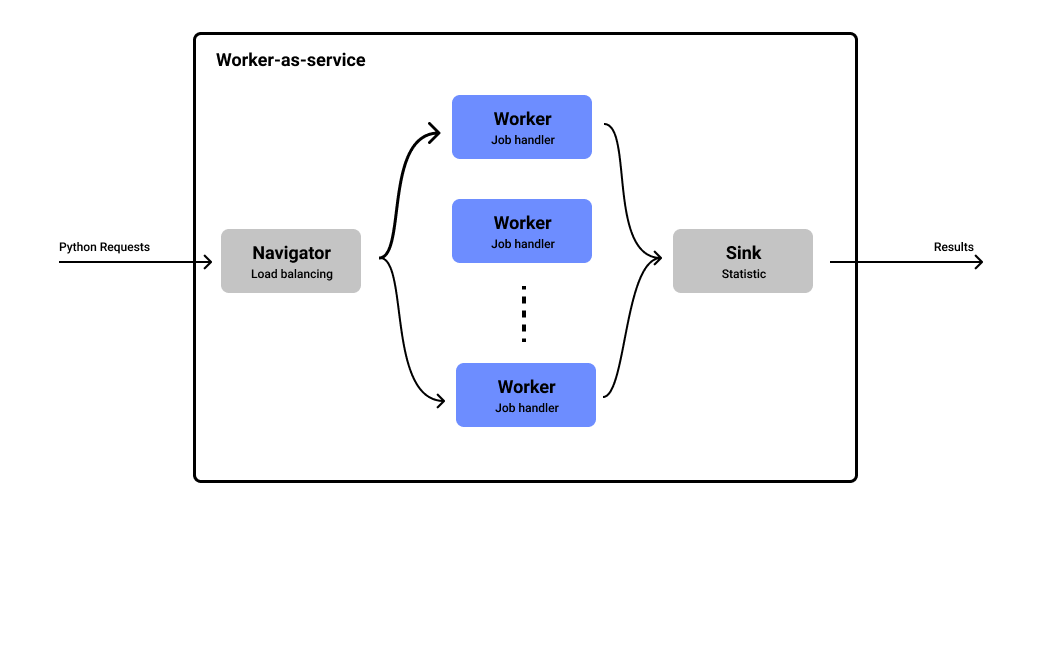 Worker-as-service
Worker
Job handler
Worker
Job handler
Python Requests
Navigator
Load balancing
Sink
Statistic
Results
Worker
Job handler